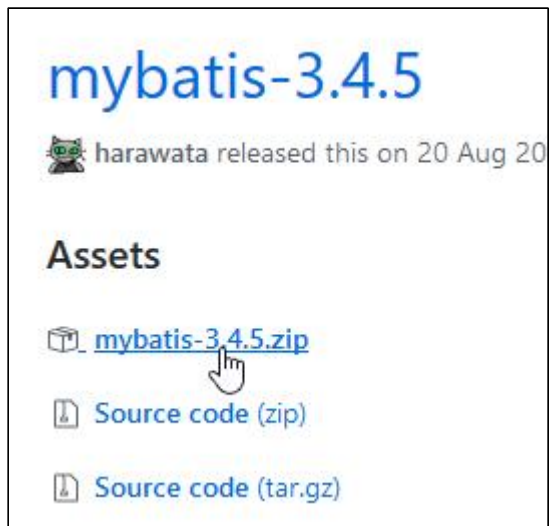 mybatis-3.4.5
harawata released this on 20 Aug 20
Assets
mybatis-3.4.5.zip
Source code (zip)
Source code (tar.gz)